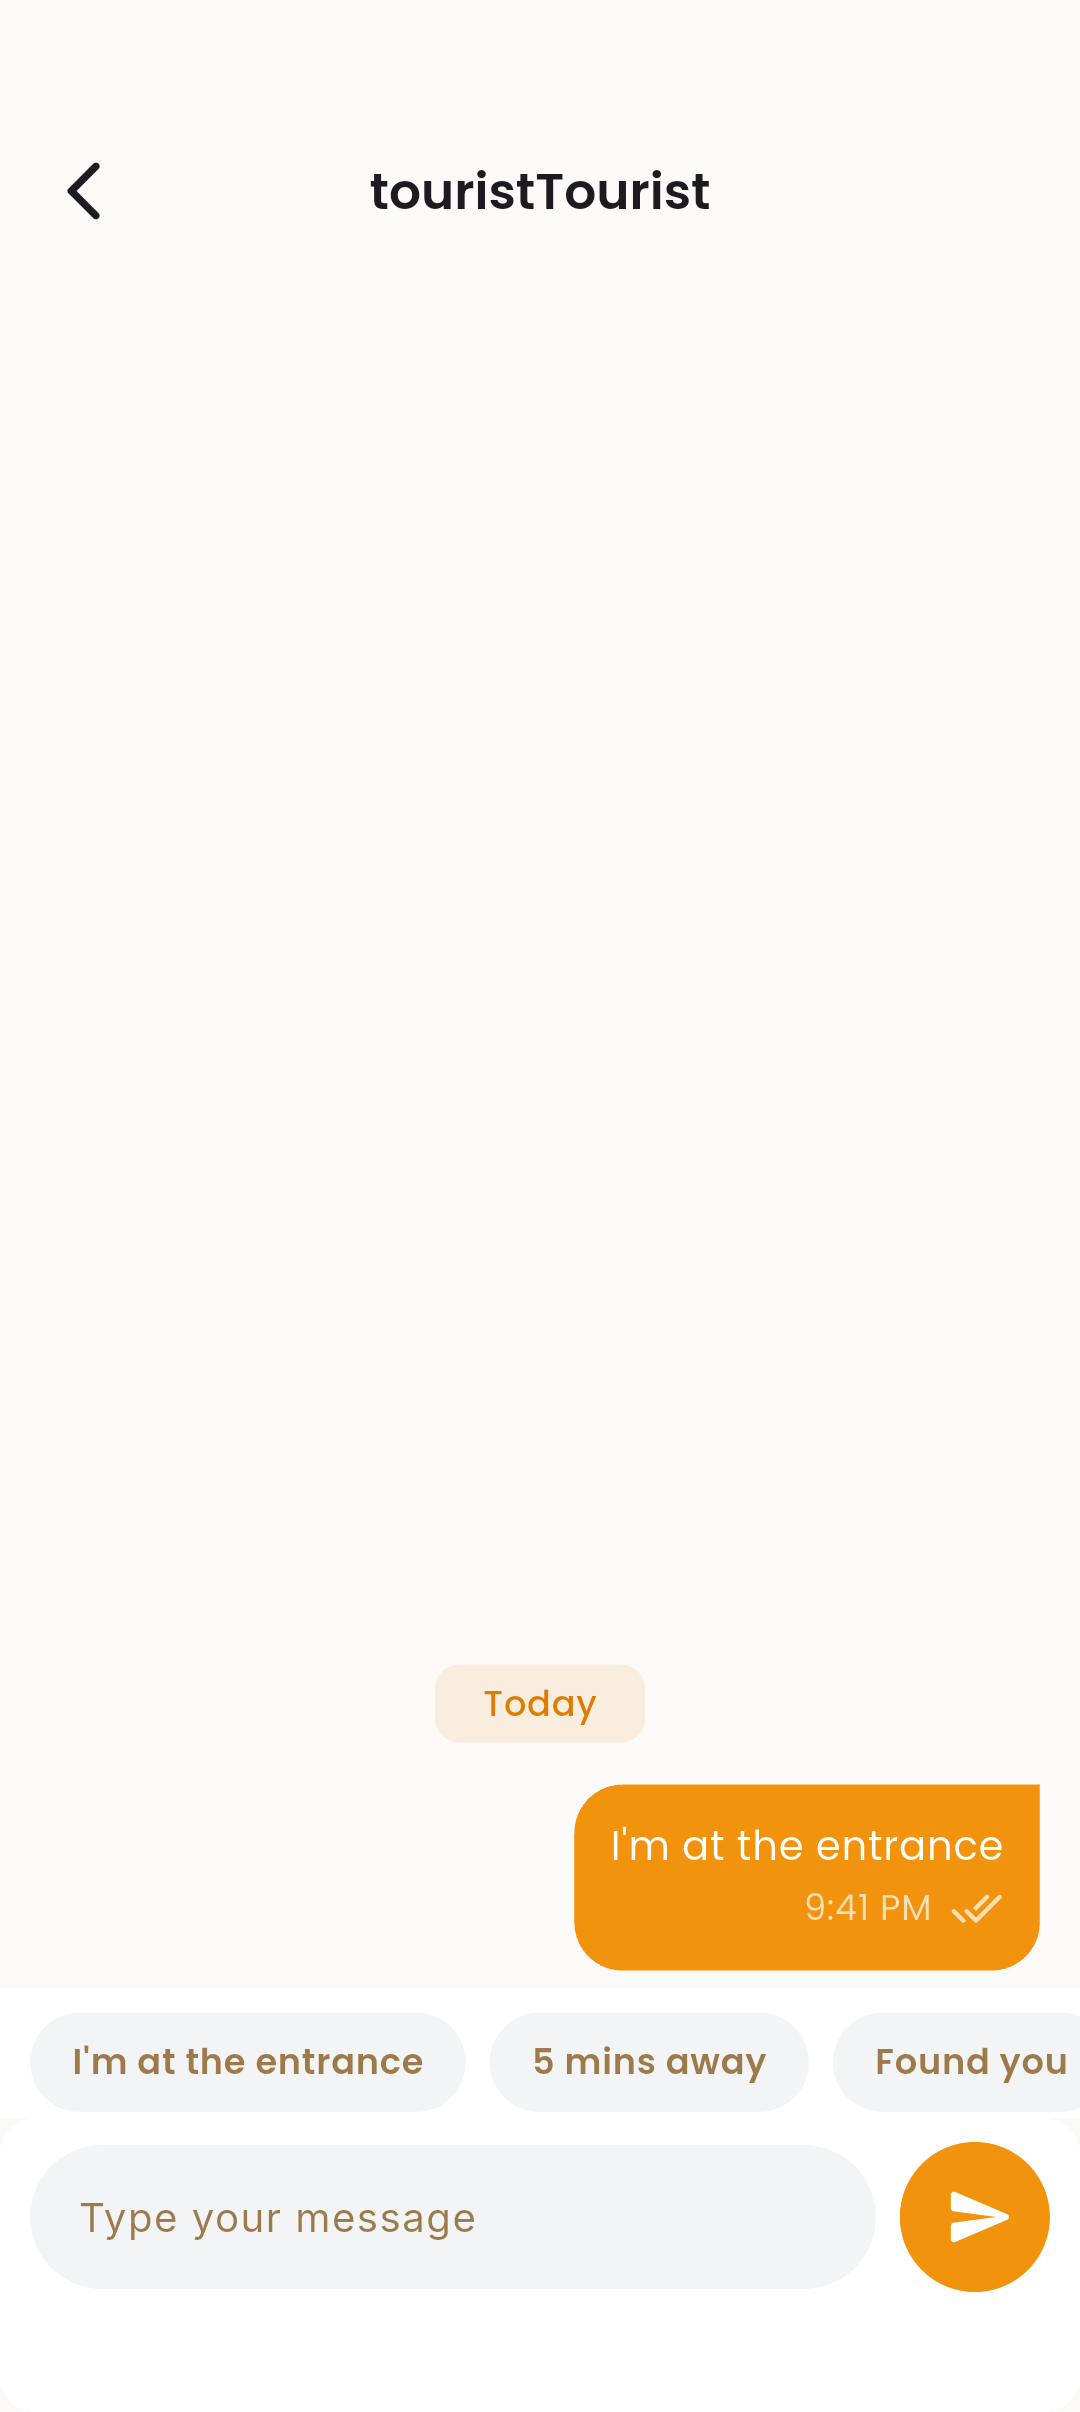 touristTourist
Today
I'm at the entrance
9:41 PM
I'm at the entrance
5 mins away
Found you
Type your message